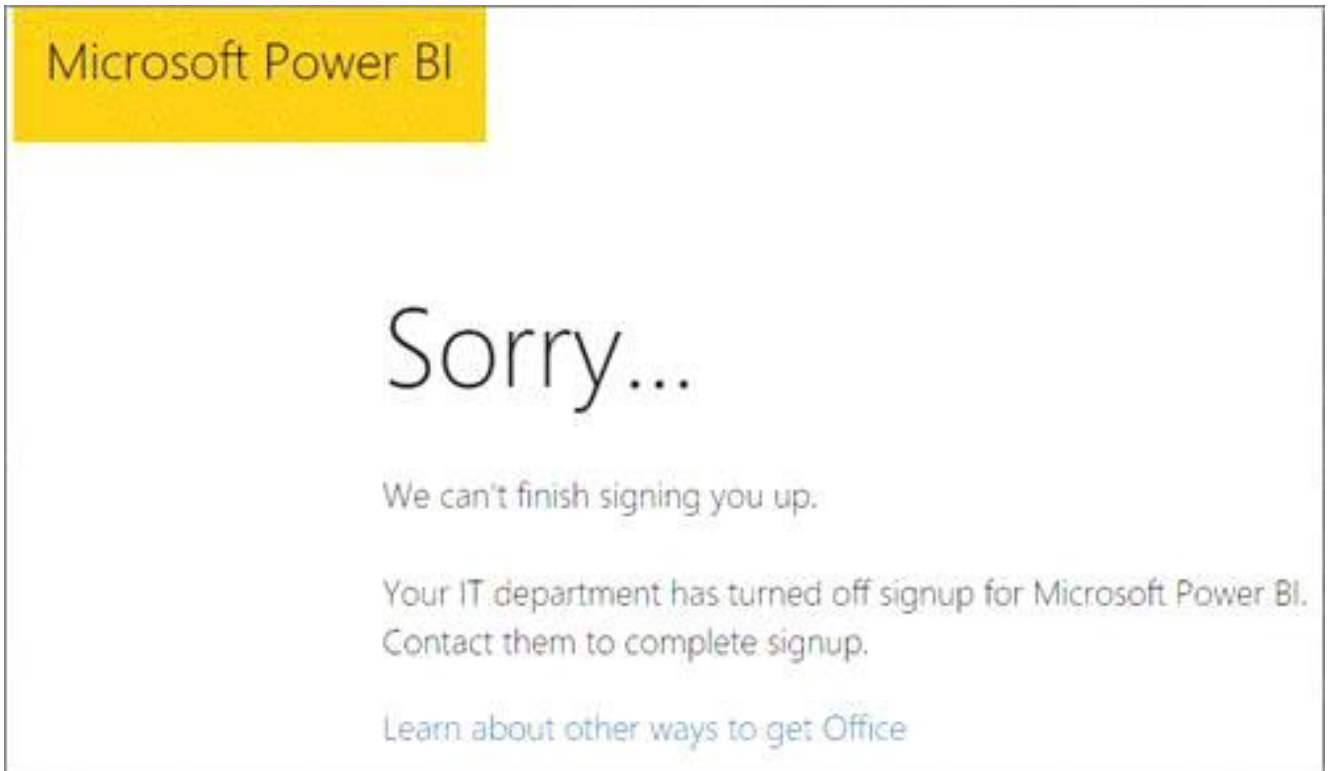 Microsoft Power BI
Sorry...
We can't finish signing you up.
Your IT department has turned off signup for Microsoft Power BI.
Contact them to complete signup.
Learn about other ways to get Office